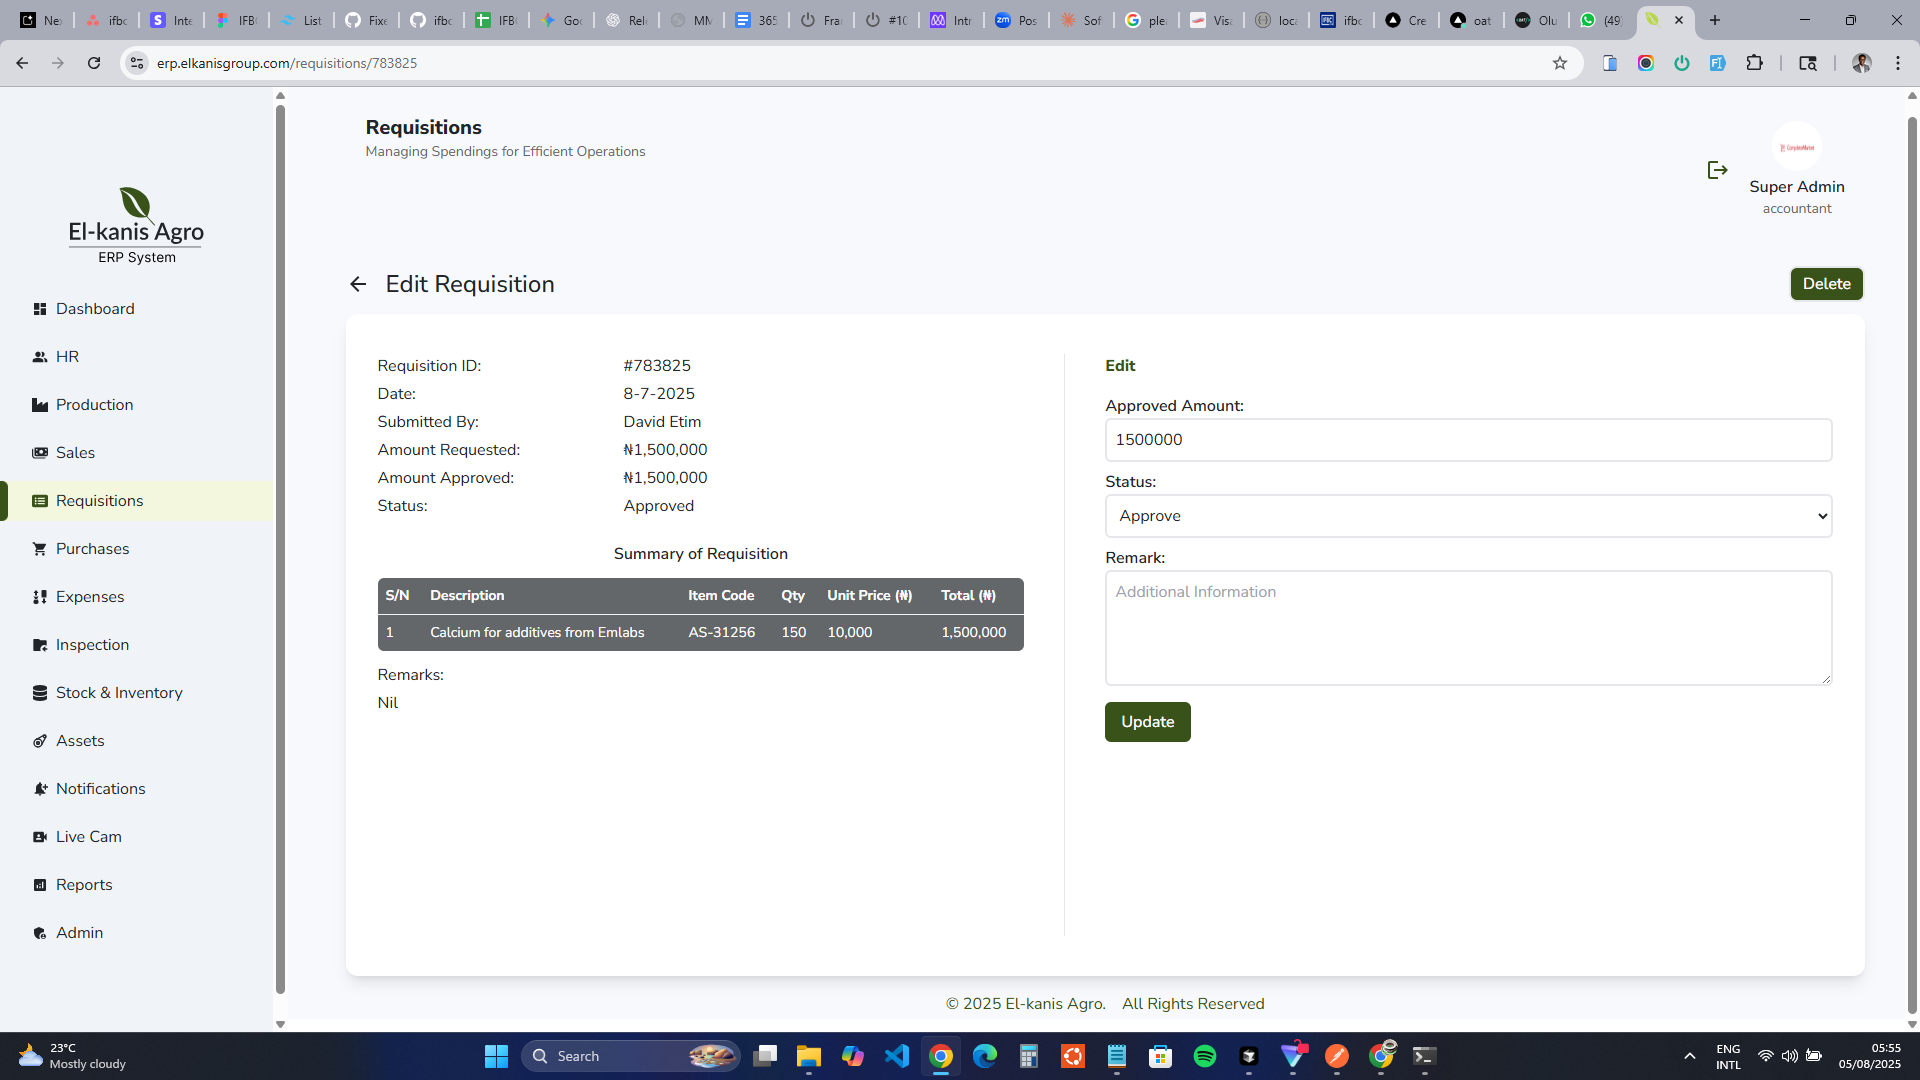 Nex
ifbc
Inte
IFB
List
Fixe
ifbc
IFB
Goo
Rele
MM
365
Fra
#10
Intr
Pos
Sof
ple
Visa
loca
ifbc
Cre
oat
Olu
(49
erp.elkanisgroup.com/requisitions/783825
El-kanis Agro
ERP System
Dashboard
HR
Production
Sales
Requisitions
Purchases
Expenses
Inspection
Stock & Inventory
Assets
Notifications
Live Cam
Reports
Admin
Requisitions
Managing Spendings for Efficient Operations
Super Admin
accountant
Edit Requisition
Delete
Requisition ID: #783825
Date: 8-7-2025
Submitted By: David Etim
Amount Requested: ₦1,500,000
Amount Approved: ₦1,500,000
Status: Approved
Summary of Requisition
S/N Description Item Code Qty Unit Price (₦) Total (₦)
1 Calcium for additives from Emlabs AS-31256 150 10,000 1,500,000
Remarks:
Nil
Edit
Approved Amount:
1500000
Status:
Approve
Remark:
Additional Information
Update
© 2025 El-kanis Agro. All Rights Reserved
23°C
Mostly cloudy
Search
ENG
INTL
05:55
05/08/2025